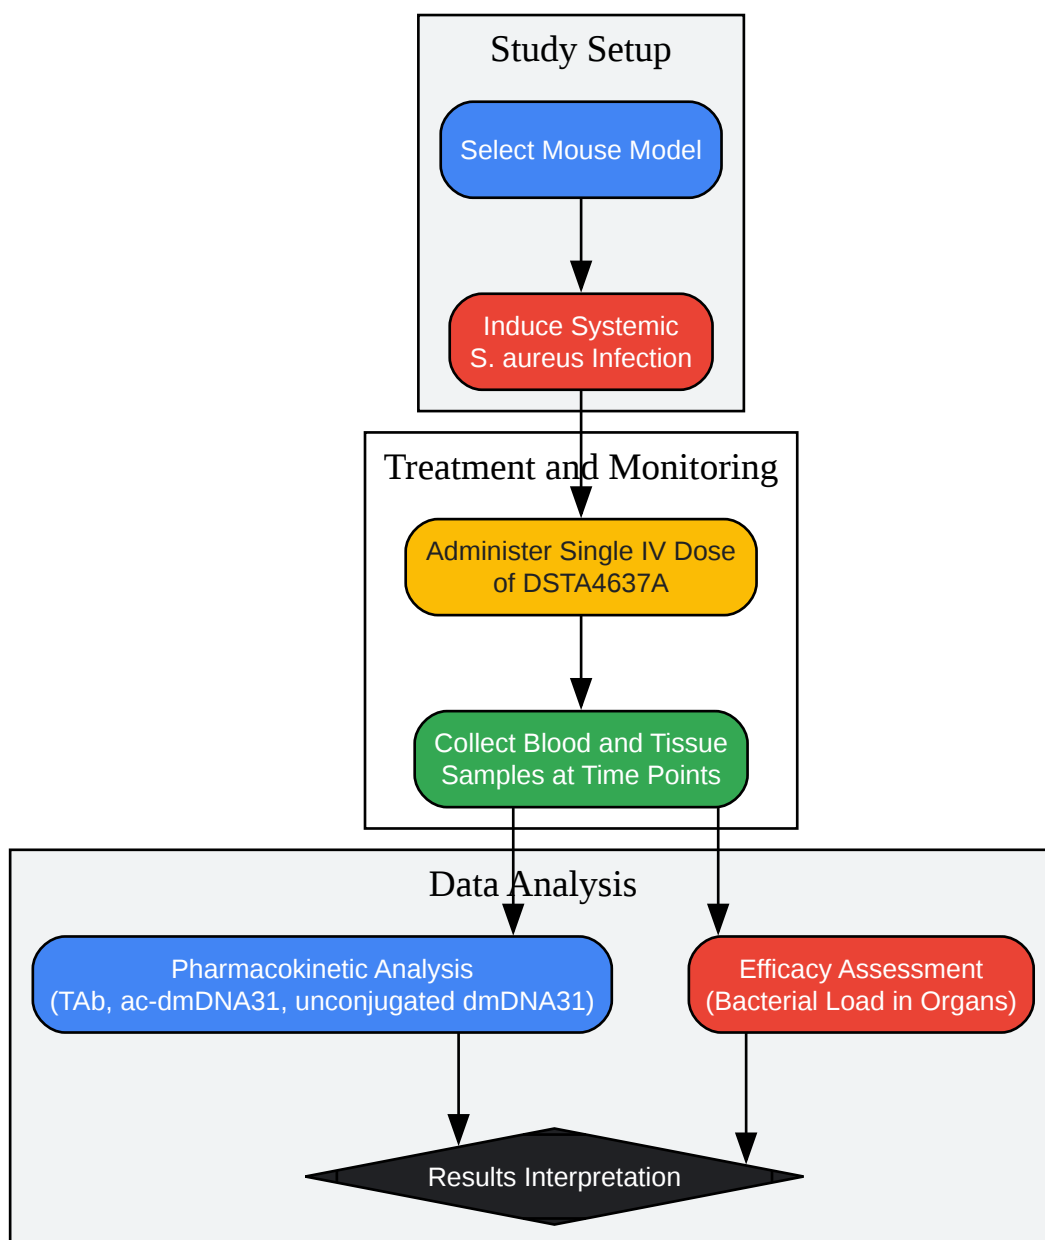 Study Setup
Select Mouse Model
Induce Systemic
S. aureus Infection
Treatment and Monitoring
Administer Single IV Dose
of DSTA4637A
Collect Blood and Tissue
Samples at Time Points
Data Analysis
Pharmacokinetic Analysis
(TAb, ac-dmDNA31, unconjugated dmDNA31)
Efficacy Assessment
(Bacterial Load in Organs)
Results Interpretation